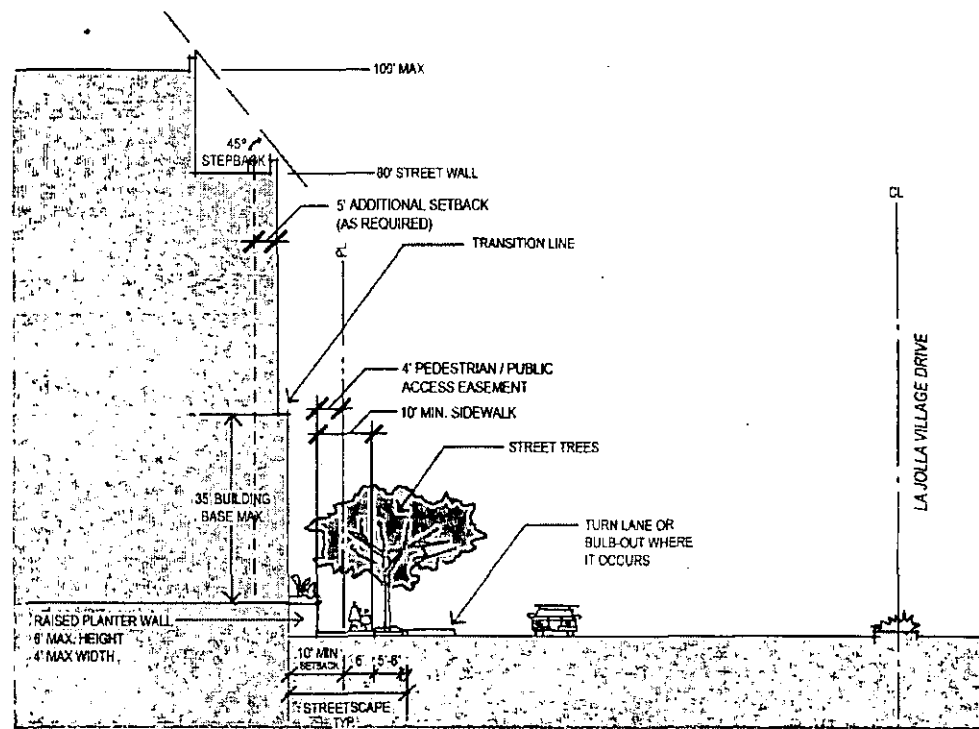 100' MAX
45°
STEPBACK
80' STREET WALL
5' ADDITIONAL SETBACK
(AS REQUIRED)
PL
CL
TRANSITION LINE
LA JOLLA VILLAGE DRIVE
4' PEDESTRIAN / PUBLIC
ACCESS EASEMENT
10' MIN. SIDEWALK
STREET TREES
35' BUILDING
BASE MAX
TURN LANE OR
BULB-OUT WHERE
IT OCCURS
RAISED PLANTER WALL
6' MAX. HEIGHT
4' MAX WIDTH
10' MIN
SETBACK
6'
5'-6'
STREETSCAPE
TYP.